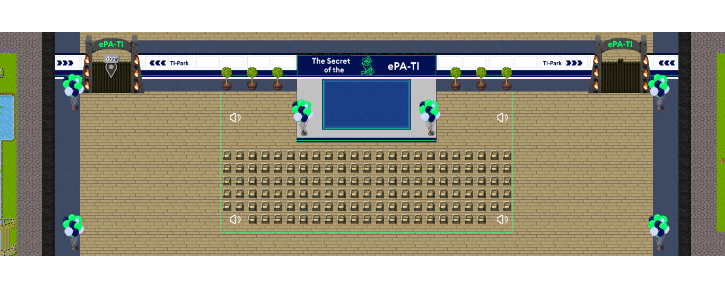 ePA-TI
ePA-TI
>>> <<< TI-Park
The Secret
of the
ePA-TI
TI-Park >>> <<<